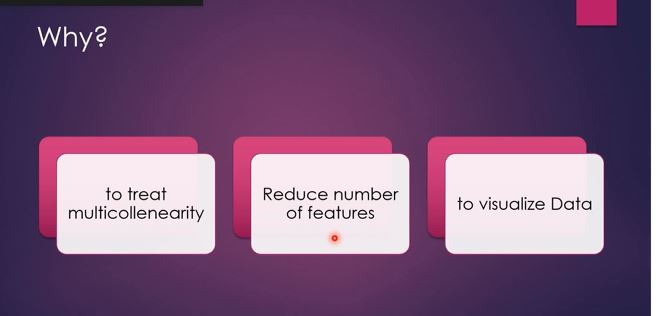 Why?
to treat
multicollenearity
Reduce number
of features
to visualize Data